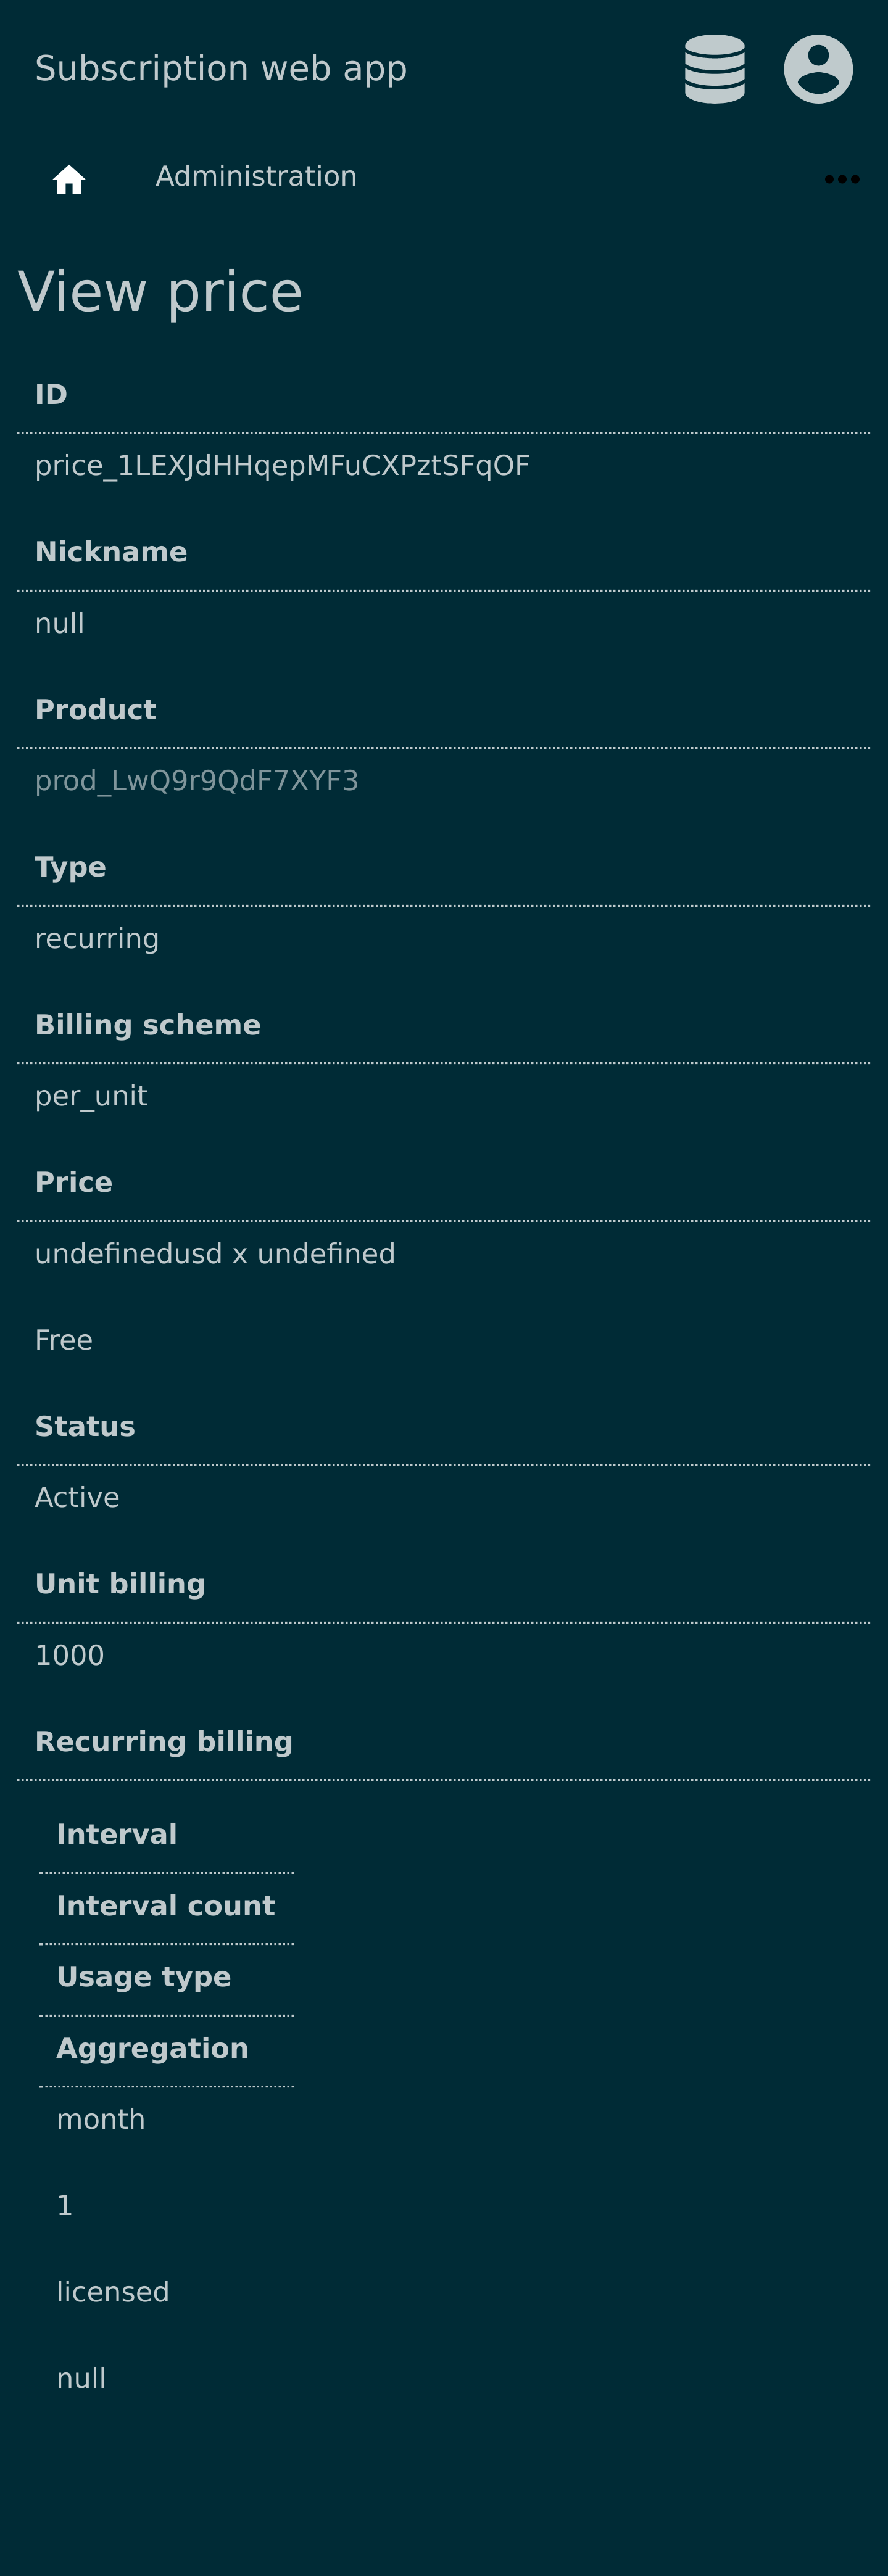 Subscription web app
Administration
View price
ID
price_1LEXJdHHqepMFuCXPztSFqOF
Nickname
null
Product
prod_LwQ9r9QdF7XYF3
Type
recurring
Billing scheme
per_unit
Price
undefinedusd x undefined
Free
Status
Active
Unit billing
1000
Recurring billing
Interval
Interval count
Usage type
Aggregation
month
1
licensed
null